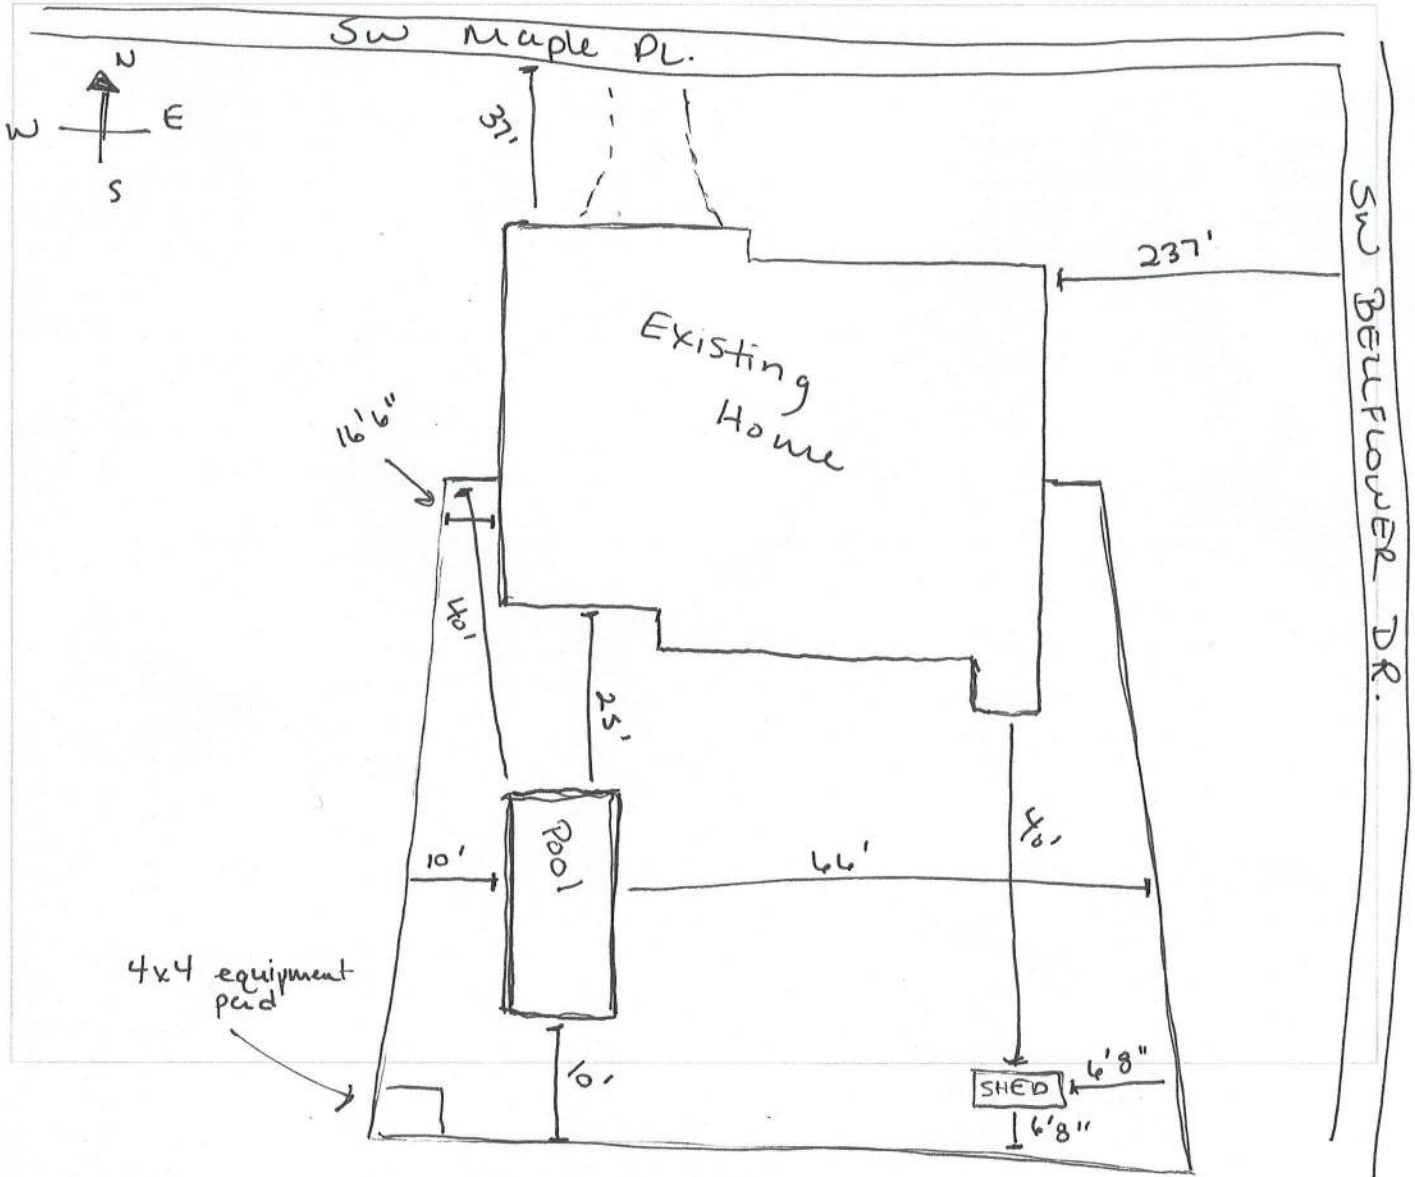 SW Maple PL.
N
W E
S
37'
237'
SW BELLFLOWER DR.
Existing
Home
16'6"
40'
25'
Pool
10'
66'
40'
4x4 equipment
pad
10'
SHED
6'8"
6'8"